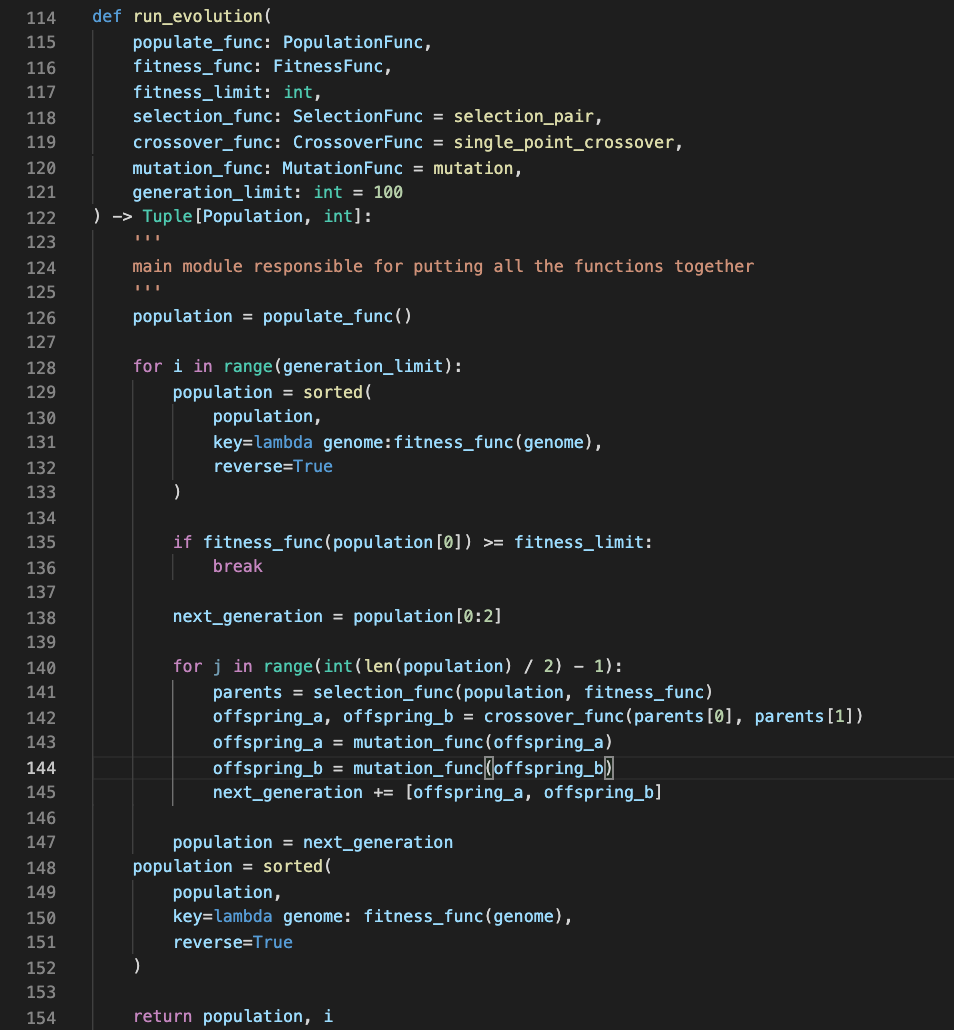 114 def run_evolution(
115     populate_func: PopulationFunc,
116     fitness_func: FitnessFunc,
117     fitness_limit: int,
118     selection_func: SelectionFunc = selection_pair,
119     crossover_func: CrossoverFunc = single_point_crossover,
120     mutation_func: MutationFunc = mutation,
121     generation_limit: int = 100
122 ) -> Tuple[Population, int]:
123     '''
124     main module responsible for putting all the functions together
125     '''
126     population = populate_func()
127
128     for i in range(generation_limit):
129         population = sorted(
130             population,
131             key=lambda genome:fitness_func(genome),
132             reverse=True
133         )
134
135         if fitness_func(population[0]) >= fitness_limit:
136             break
137
138         next_generation = population[0:2]
139
140         for j in range(int(len(population) / 2) - 1):
141             parents = selection_func(population, fitness_func)
142             offspring_a, offspring_b = crossover_func(parents[0], parents[1])
143             offspring_a = mutation_func(offspring_a)
144             offspring_b = mutation_func(offspring_b)
145             next_generation += [offspring_a, offspring_b]
146
147         population = next_generation
148     population = sorted(
149         population,
150         key=lambda genome: fitness_func(genome),
151         reverse=True
152     )
153
154     return population, i